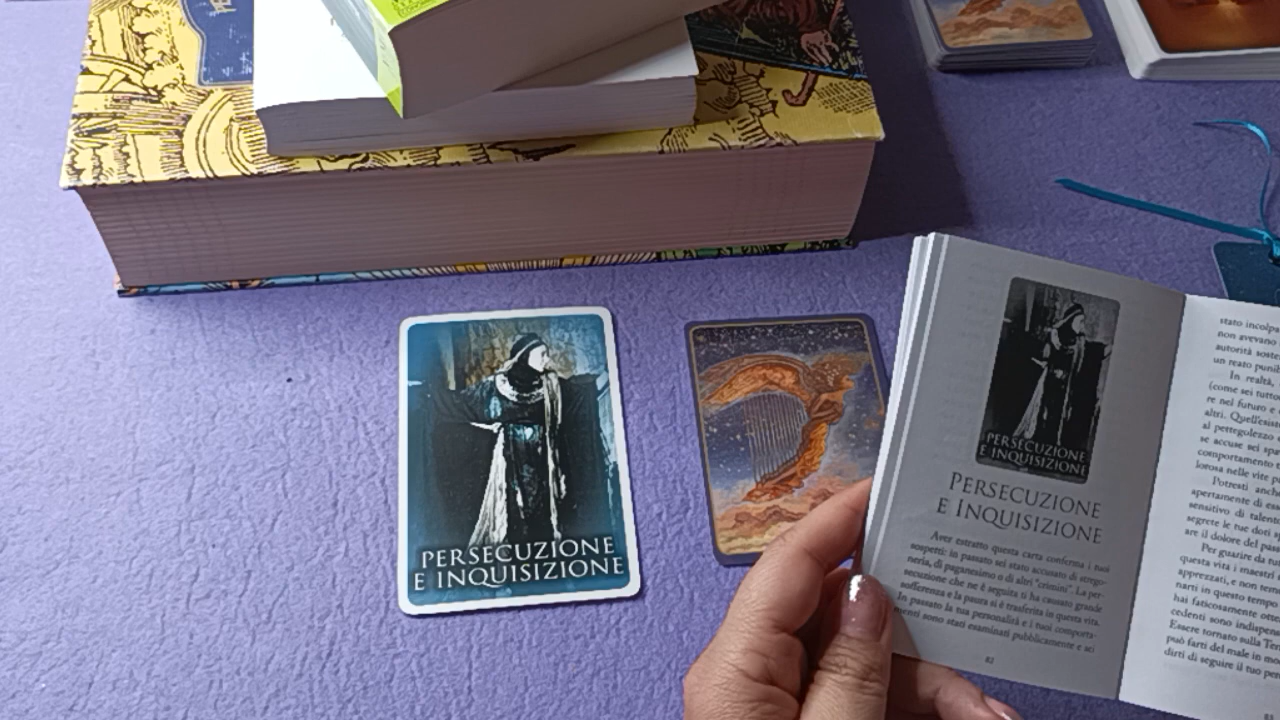 PERSECUZIONE
E INQUISIZIONE
PERSECUZIONE
E INQUISIZIONE
PERSECUZIONE
E INQUISIZIONE
Aver estratto questa carta conferma i tuoi
sospetti: in passato sei stato accusato di strego-
neria, di paganesimo o di altri "crimini". La per-
secuzione che ne è seguita ti ha causato grande
sofferenza e la paura si è trasferita in questa vita.
In passato la tua personalità e i tuoi comporta-
menti sono stati esaminati pubblicamente e sei
82
stato incolpa
non avevano
autorità soste
un reato punib
In realtà,
(come sei tutto
re nel futuro e
altri. Quell'esist
al pettegolezzo
se accuse sei spa
comportamento
lorosa nelle vite p
Potresti anch
apertamente di es
sensitivo di talent
segrete le tue doti sp
are il dolore del pas
Per guarire da tu
questa vita i maestri
apprezzati, e non tem
narti in questo tempo
hai faticosamente otte
cedenti sono indispen
Essere tornato sulla Ter
può farti del male in mo
dirti di seguire il tuo per